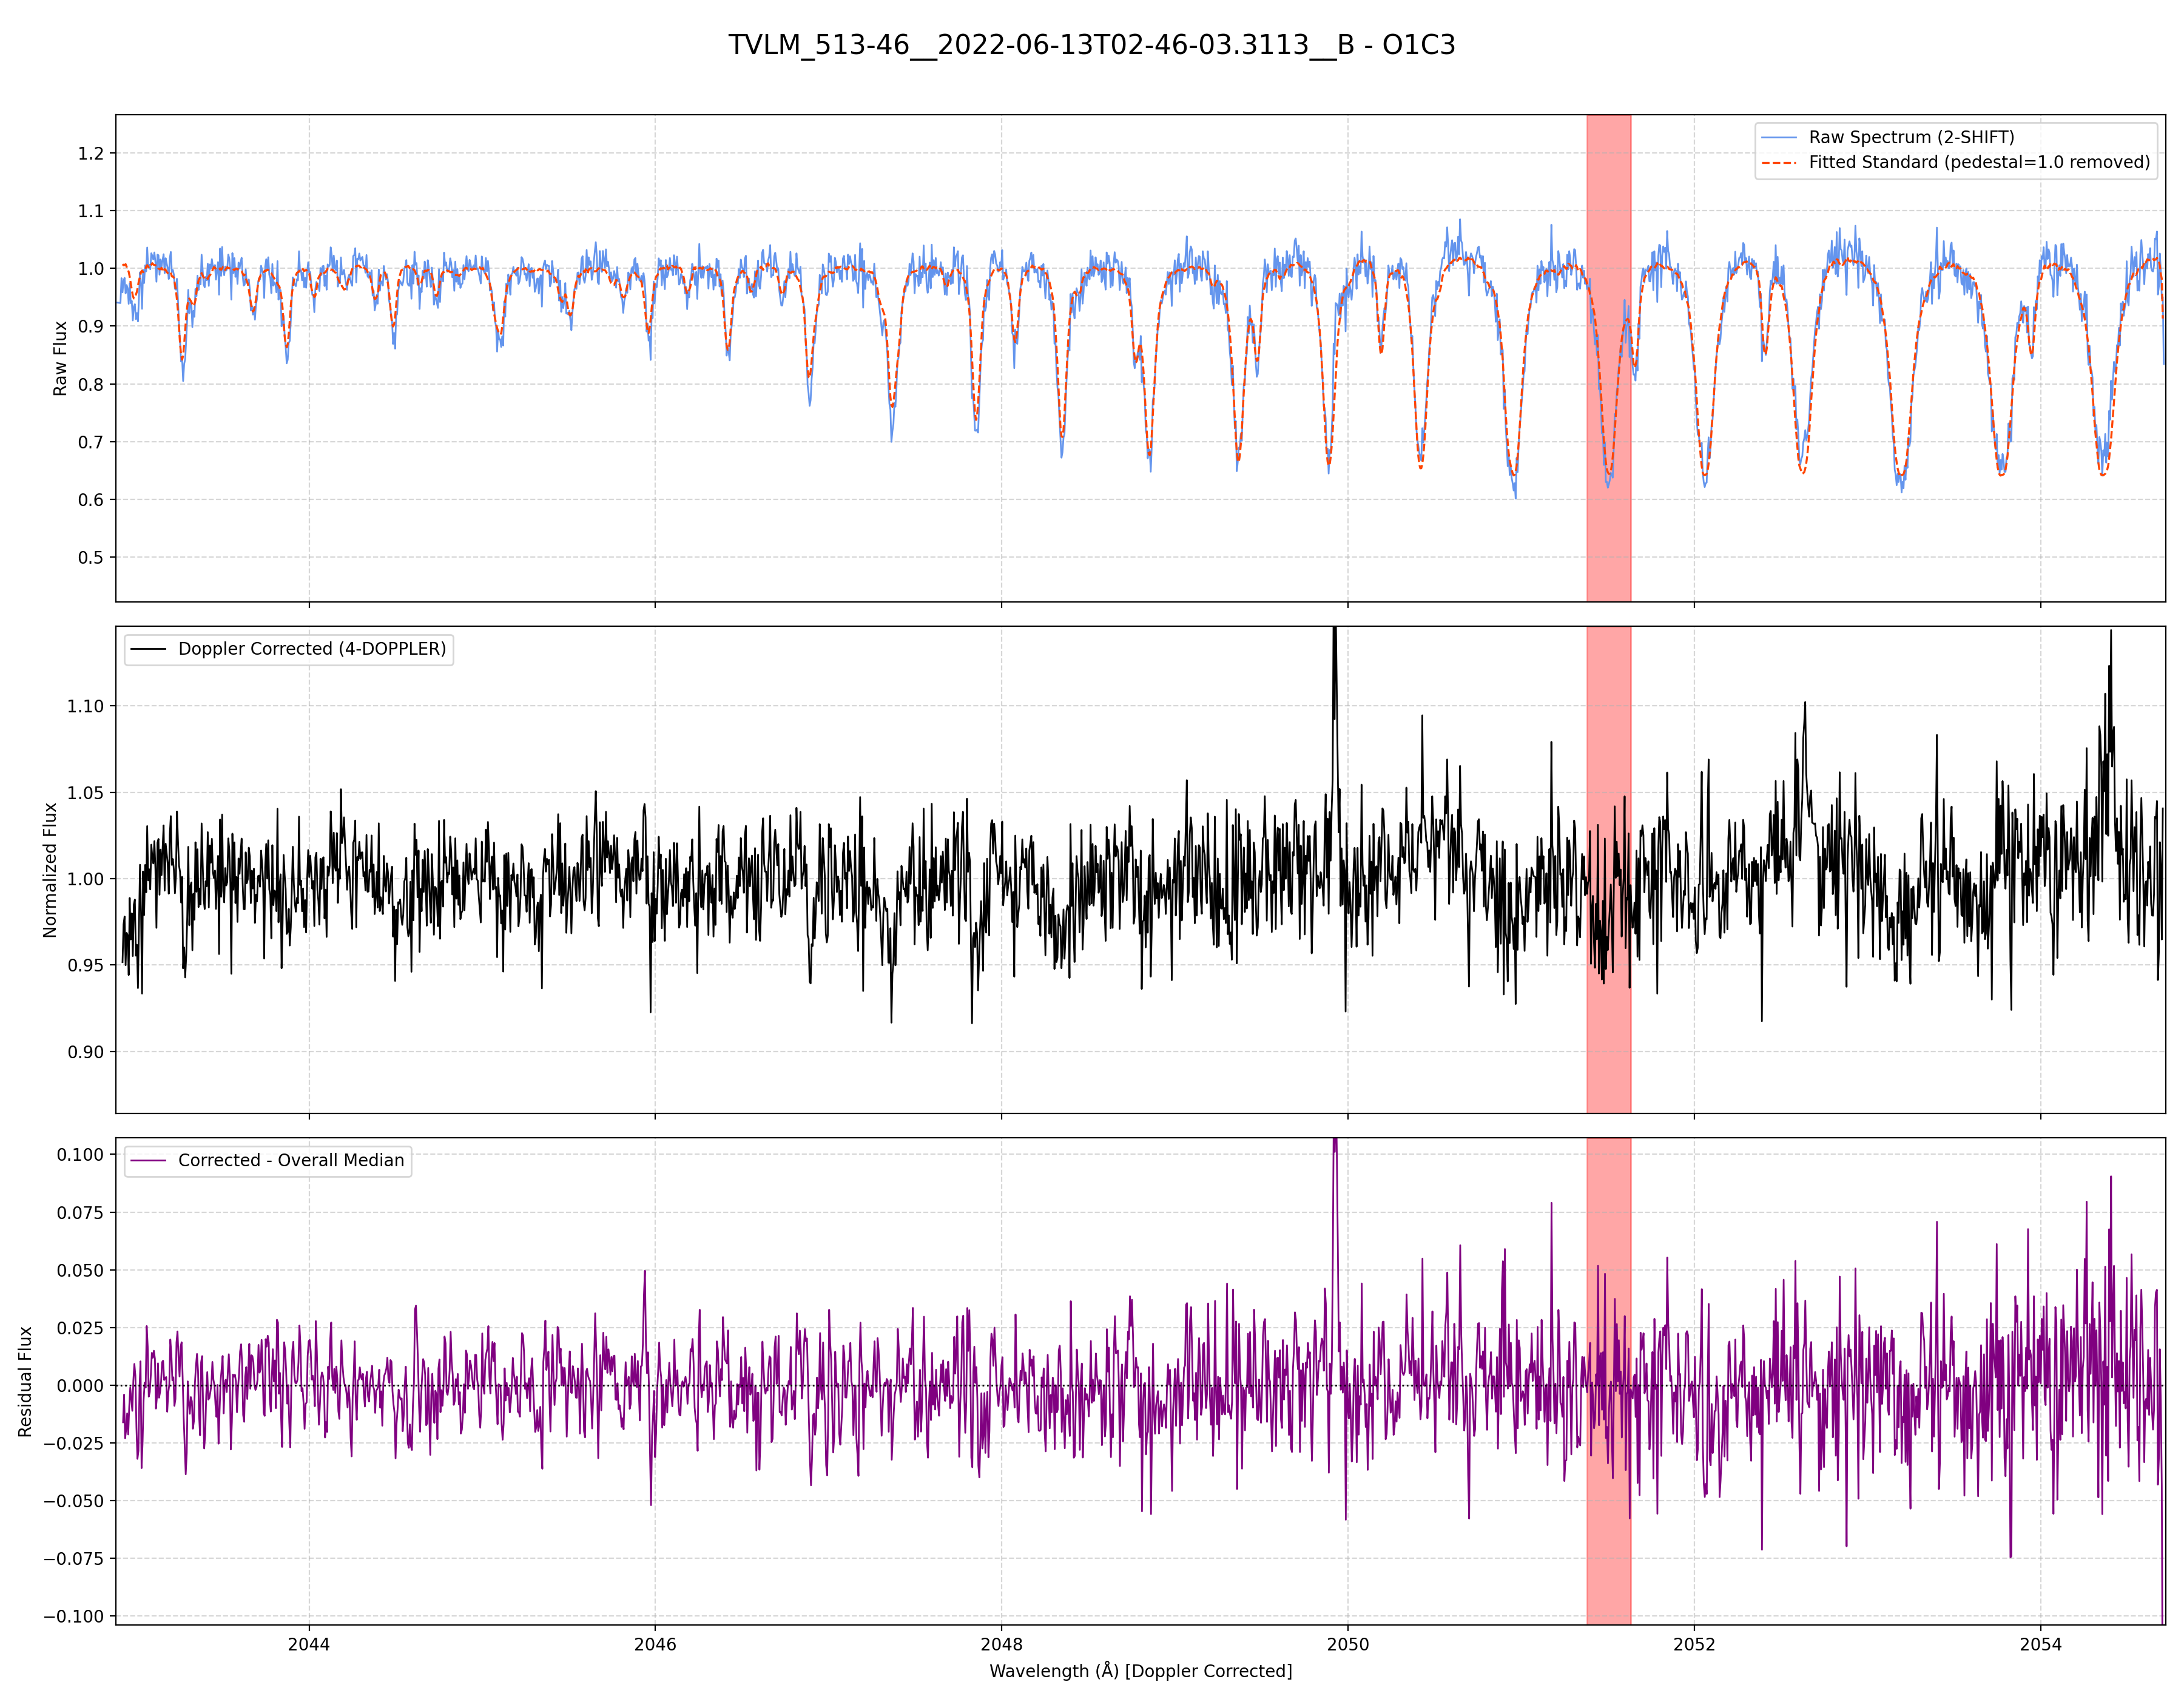 TVLM_513-46__2022-06-13T02-46-03.3113__B - O1C3
Raw Spectrum (2-SHIFT)
Fitted Standard (pedestal=1.0 removed)
1.2
1.1
1.0
0.9
0.8
0.7
0.6
0.5
Raw Flux
Doppler Corrected (4-DOPPLER)
1.10
1.05
1.00
0.95
0.90
Normalized Flux
Corrected - Overall Median
0.100
0.075
0.050
0.025
0.000
−0.025
−0.050
−0.075
−0.100
Residual Flux
2044 2046 2048 2050 2052 2054
Wavelength (Å) [Doppler Corrected]